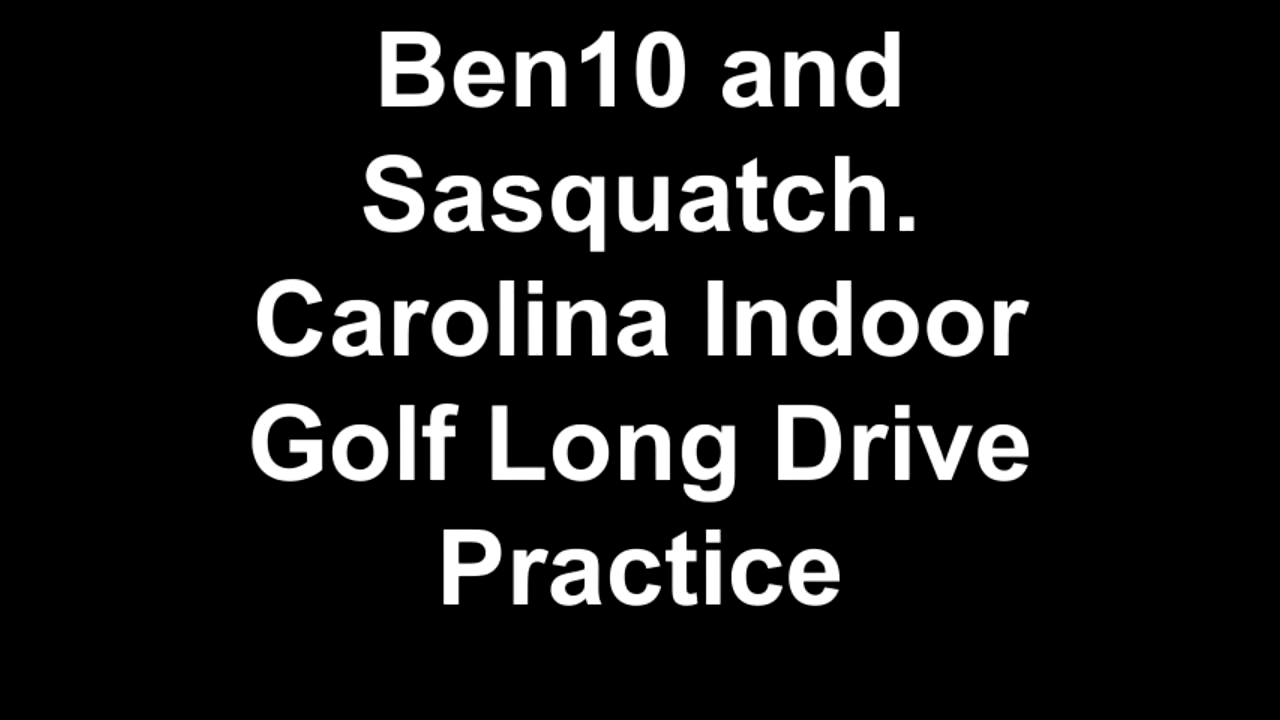 Ben10 and
Sasquatch.
Carolina Indoor
Golf Long Drive
Practice